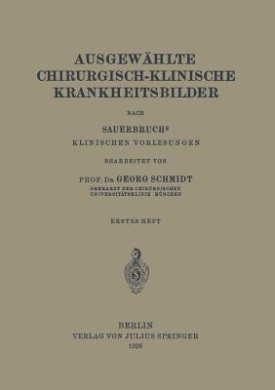 AUSGEWÄHLTE
CHIRURGISCH-KLINISCHE
KRANKHEITSBILDER
NACH
SAUERBRUCHs
KLINISCHEN VORLESUNGEN
BEARBEITET VON
PROF. DR. GEORG SCHMIDT
OBERARZT DER CHIRURGISCHEN
UNIVERSITÄTSKLINIK MÜNCHEN
ERSTES HEFT
BERLIN
VERLAG VON JULIUS SPRINGER
1926